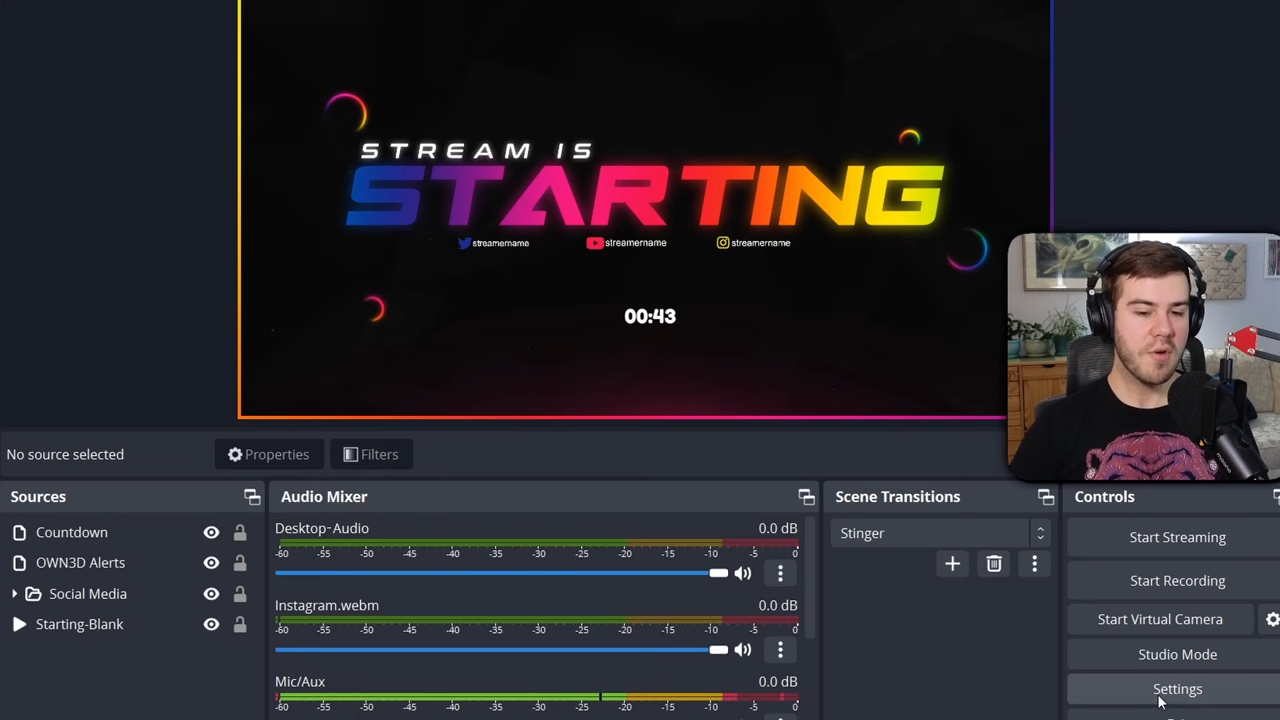 STREAM IS
STARTING
streamername streamername streamername
00:43
No source selected Properties Filters
Sources Audio Mixer Scene Transitions Controls
Countdown
OWN3D Alerts
Social Media
Starting-Blank
Desktop-Audio 0.0 dB
-60 -55 -50 -45 -40 -35 -30 -25 -20 -15 -10 -5 0
Instagram.webm 0.0 dB
-60 -55 -50 -45 -40 -35 -30 -25 -20 -15 -10 -5 0
Mic/Aux 0.0 dB
-60 -55 -50 -45 -40 -35 -30 -25 -20 -15 -10 -5 0
Stinger
Start Streaming
Start Recording
Start Virtual Camera
Studio Mode
Settings